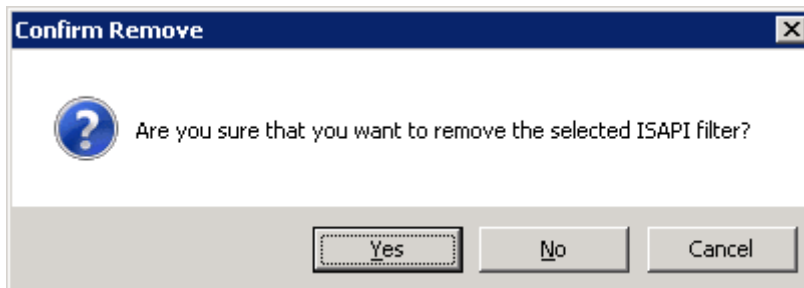 Confirm Remove
Are you sure that you want to remove the selected ISAPI filter?
Yes No Cancel